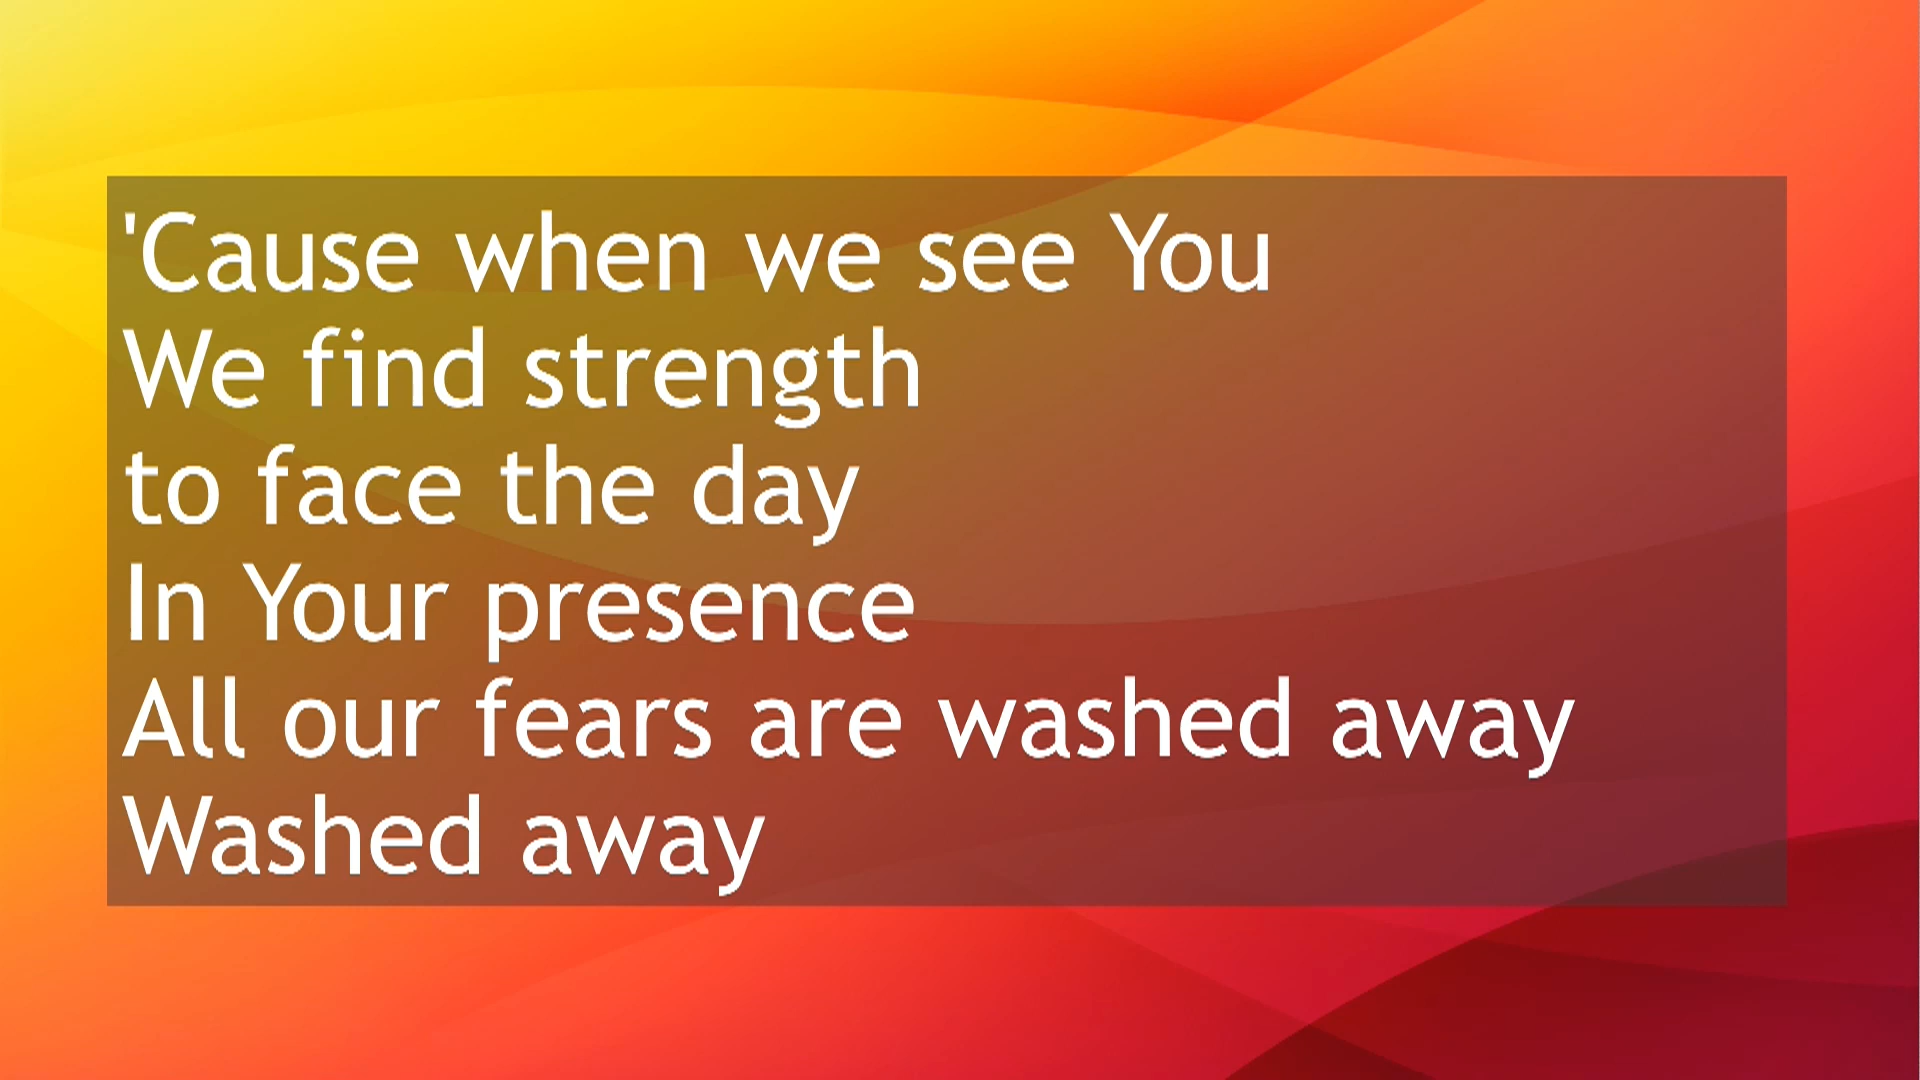 'Cause when we see You
We find strength
to face the day
In Your presence
All our fears are washed away
Washed away